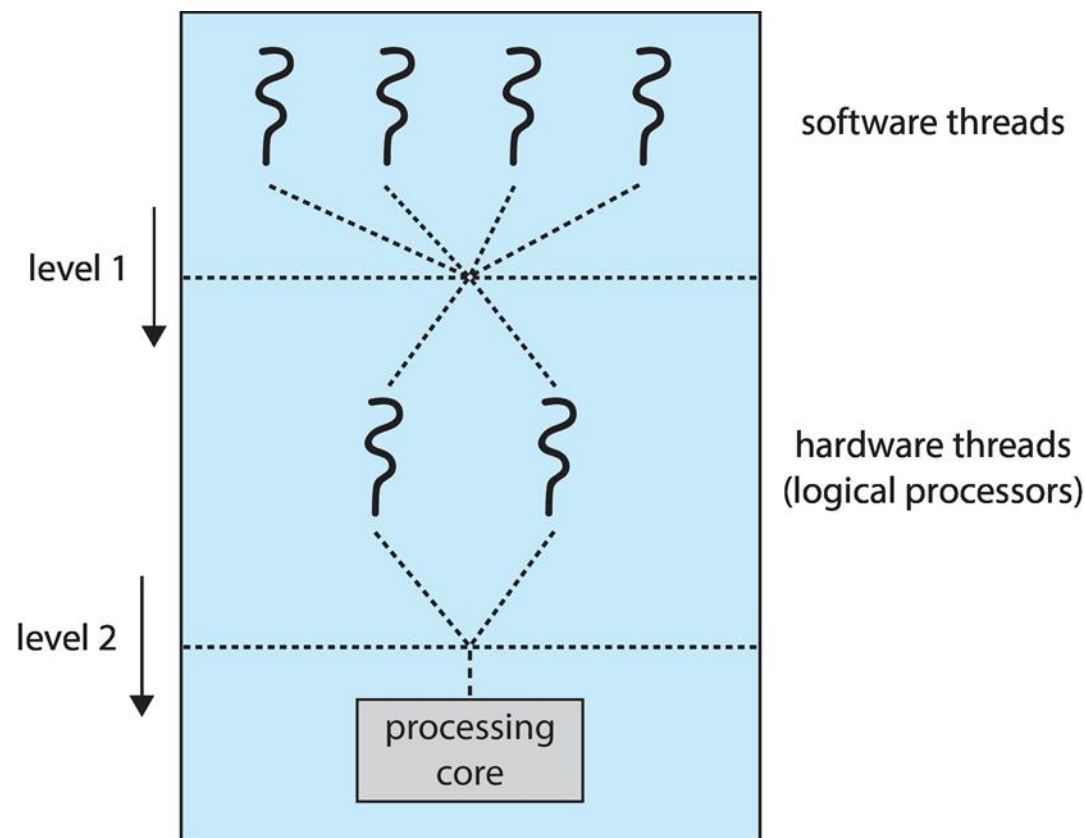 software threads
level 1
hardware threads
(logical processors)
level 2
processing
core